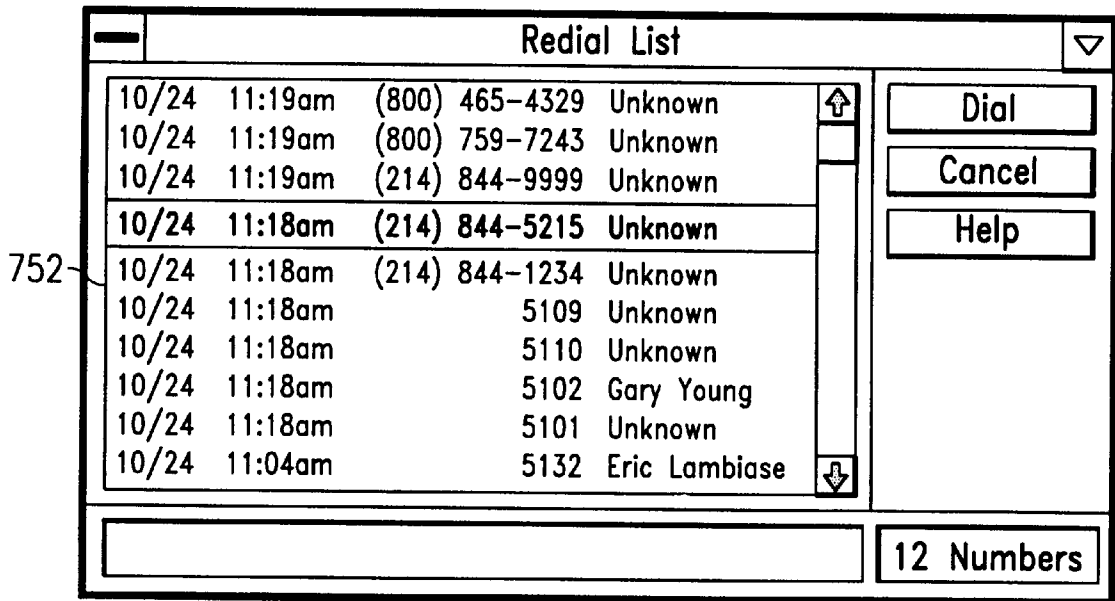 Redial List
10/24 11:19am (800) 465-4329 Unknown
10/24 11:19am (800) 759-7243 Unknown
10/24 11:19am (214) 844-9999 Unknown
10/24 11:18am (214) 844-5215 Unknown
10/24 11:18am (214) 844-1234 Unknown
10/24 11:18am 5109 Unknown
10/24 11:18am 5110 Unknown
10/24 11:18am 5102 Gary Young
10/24 11:18am 5101 Unknown
10/24 11:04am 5132 Eric Lambiase
752
Dial
Cancel
Help
12 Numbers